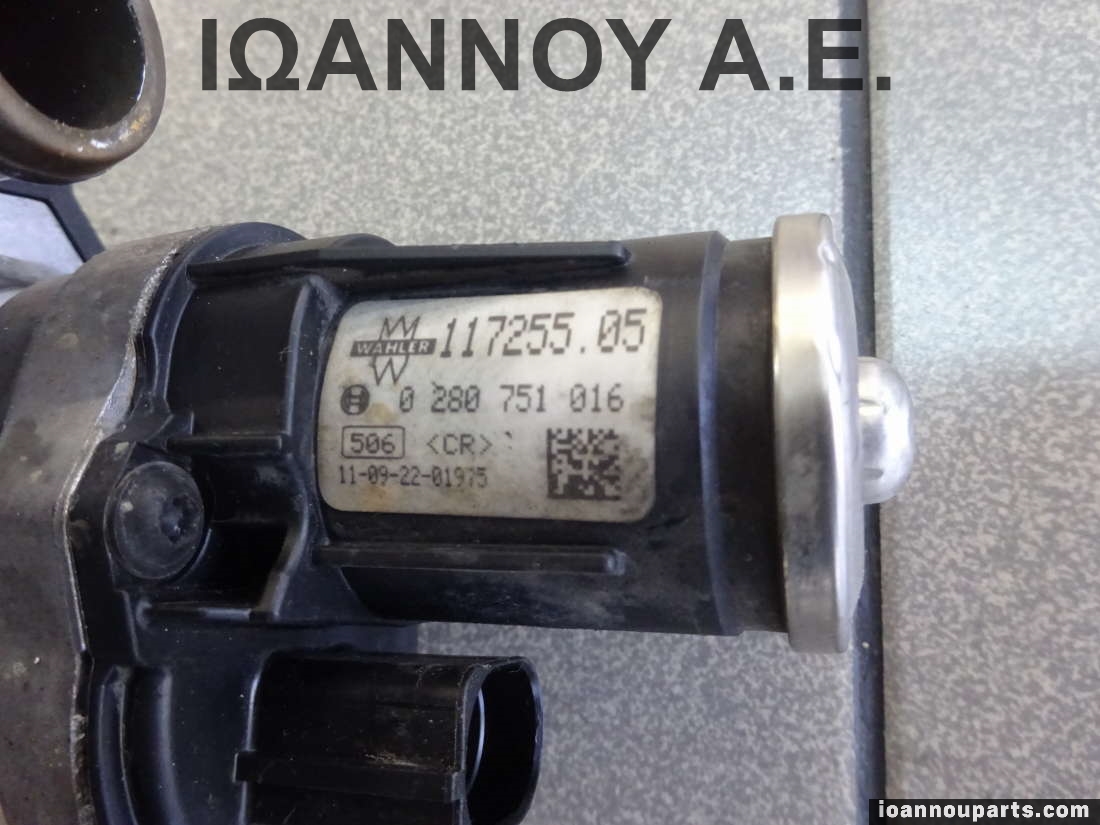 ΙΩΑΝΝΟΥ Α.Ε.
WAHLER 117255.05
0 280 751 016
506 <CR>
11-09-22-01975
ioannouparts.com